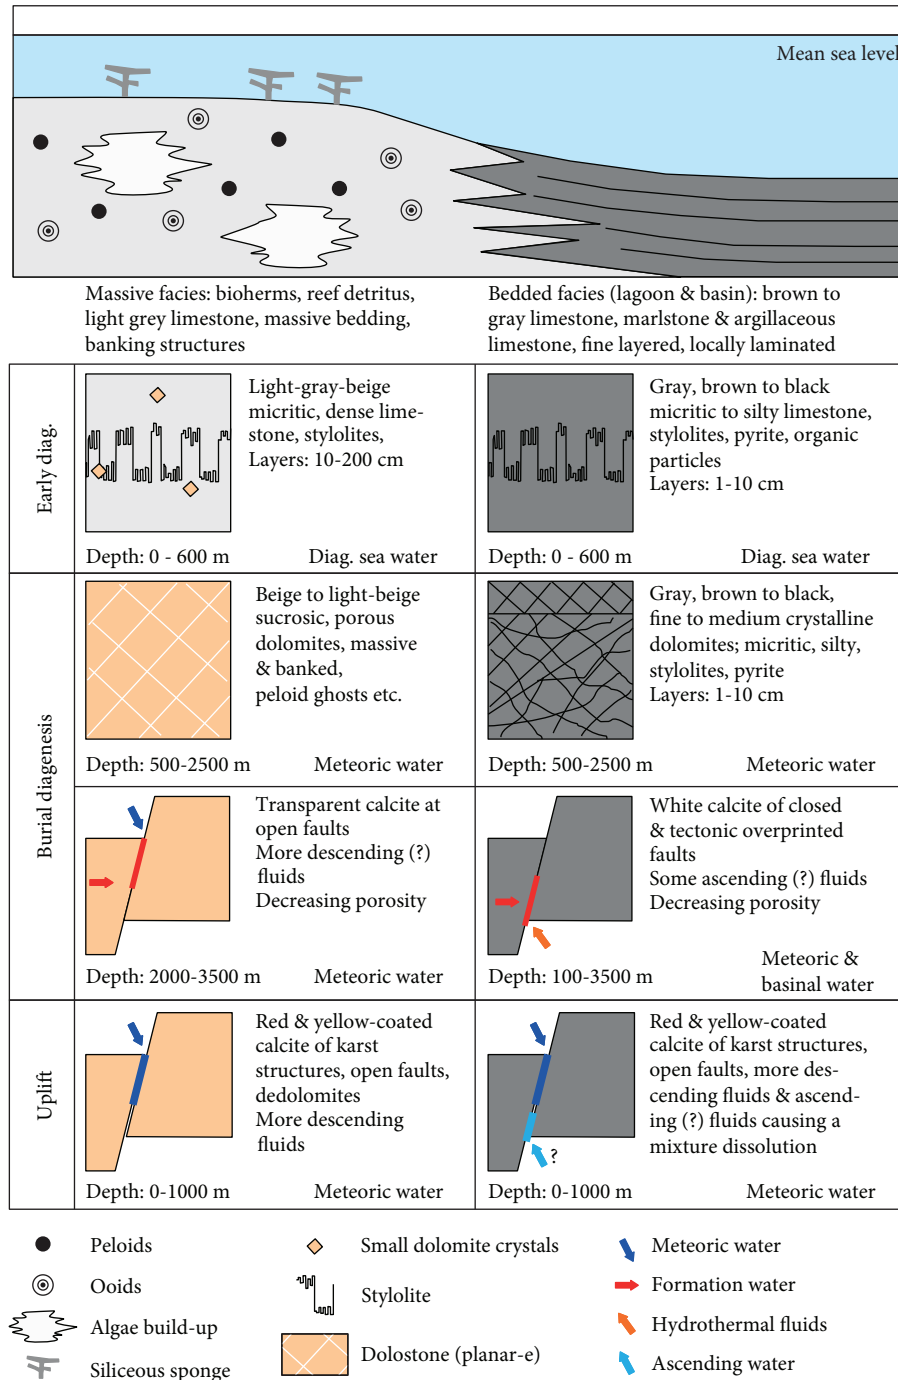 Mean sea level
Massive facies: bioherms, reef detritus,
light grey limestone, massive bedding,
banking structures
Bedded facies (lagoon & basin): brown to
gray limestone, marlstone & argillaceous
limestone, fine layered, locally laminated
Early diag.
Light-gray-beige
micritic, dense lime-
stone, stylolites,
Layers: 10-200 cm
Depth: 0 - 600 m
Diag. sea water
Gray, brown to black
micritic to silty limestone,
stylolites, pyrite, organic
particles
Layers: 1-10 cm
Depth: 0 - 600 m
Diag. sea water
Burial diagenesis
Beige to light-beige
sucrosic, porous
dolomites, massive
& banked,
peloid ghosts etc.
Depth: 500-2500 m
Meteoric water
Gray, brown to black,
fine to medium crystalline
dolomites; micritic, silty,
stylolites, pyrite
Layers: 1-10 cm
Depth: 500-2500 m
Meteoric water
Transparent calcite at
open faults
More descending (?)
fluids
Decreasing porosity
Depth: 2000-3500 m
Meteoric water
White calcite of closed
& tectonic overprinted
faults
Some ascending (?) fluids
Decreasing porosity
Depth: 100-3500 m
Meteoric &
basinal water
Uplift
Red & yellow-coated
calcite of karst
structures, open faults,
dedolomites
More descending
fluids
Depth: 0-1000 m
Meteoric water
Red & yellow-coated
calcite of karst structures,
open faults, more des-
cending fluids & ascend-
ing (?) fluids causing a
mixture dissolution
?
Depth: 0-1000 m
Meteoric water
Peloids
Ooids
Algae build-up
Siliceous sponge
Small dolomite crystals
Stylolite
Dolostone (planar-e)
Meteoric water
Formation water
Hydrothermal fluids
Ascending water